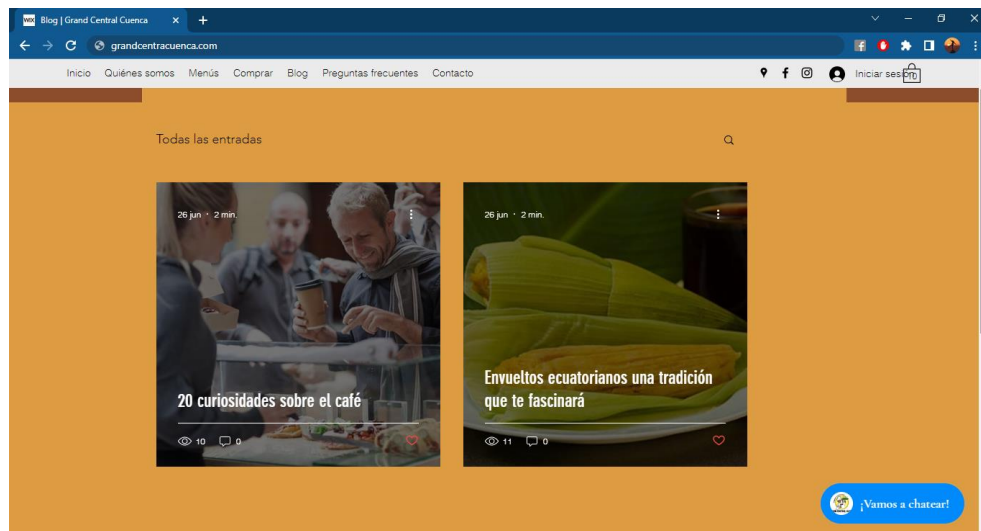 WiX Blog | Grand Central Cuenca
grandcentracuenca.com
Inicio Quiénes somos Menús Comprar Blog Preguntas frecuentes Contacto Iniciar sesión
Todas las entradas
26 jun · 2 min.
20 curiosidades sobre el café
10 0
26 jun · 2 min.
Envueltos ecuatorianos una tradición
que te fascinará
11 0
¡Vamos a chatear!